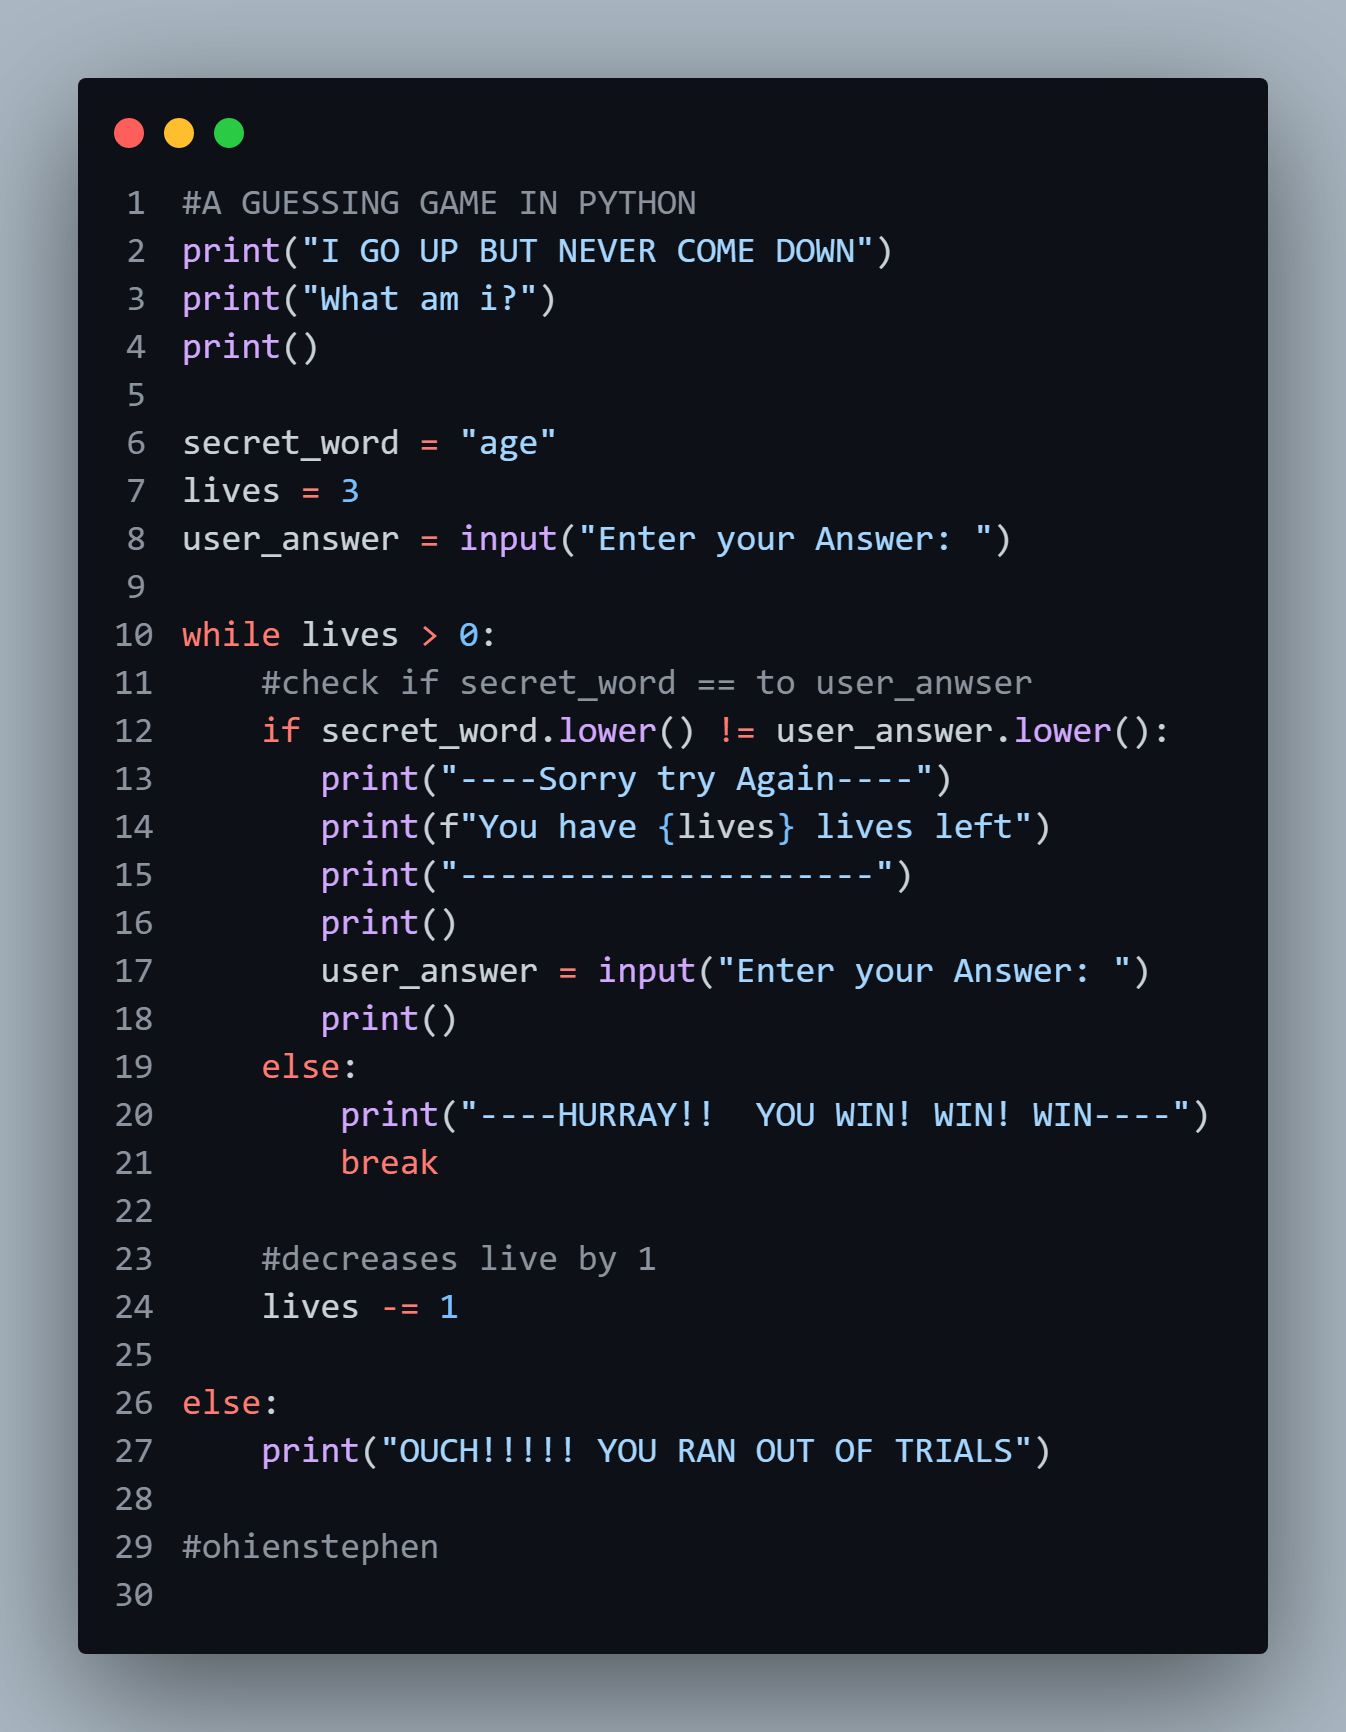 1 #A GUESSING GAME IN PYTHON
2 print("I GO UP BUT NEVER COME DOWN")
3 print("What am i?")
4 print()
5
6 secret_word = "age"
7 lives = 3
8 user_answer = input("Enter your Answer: ")
9
10 while lives > 0:
11     #check if secret_word == to user_anwser
12     if secret_word.lower() != user_answer.lower():
13        print("----Sorry try Again----")
14        print(f"You have {lives} lives left")
15        print("---------------------")
16        print()
17        user_answer = input("Enter your Answer: ")
18        print()
19     else:
20         print("----HURRAY!!  YOU WIN! WIN! WIN----")
21         break
22
23     #decreases live by 1
24     lives -= 1
25
26 else:
27     print("OUCH!!!!! YOU RAN OUT OF TRIALS")
28
29 #ohienstephen
30